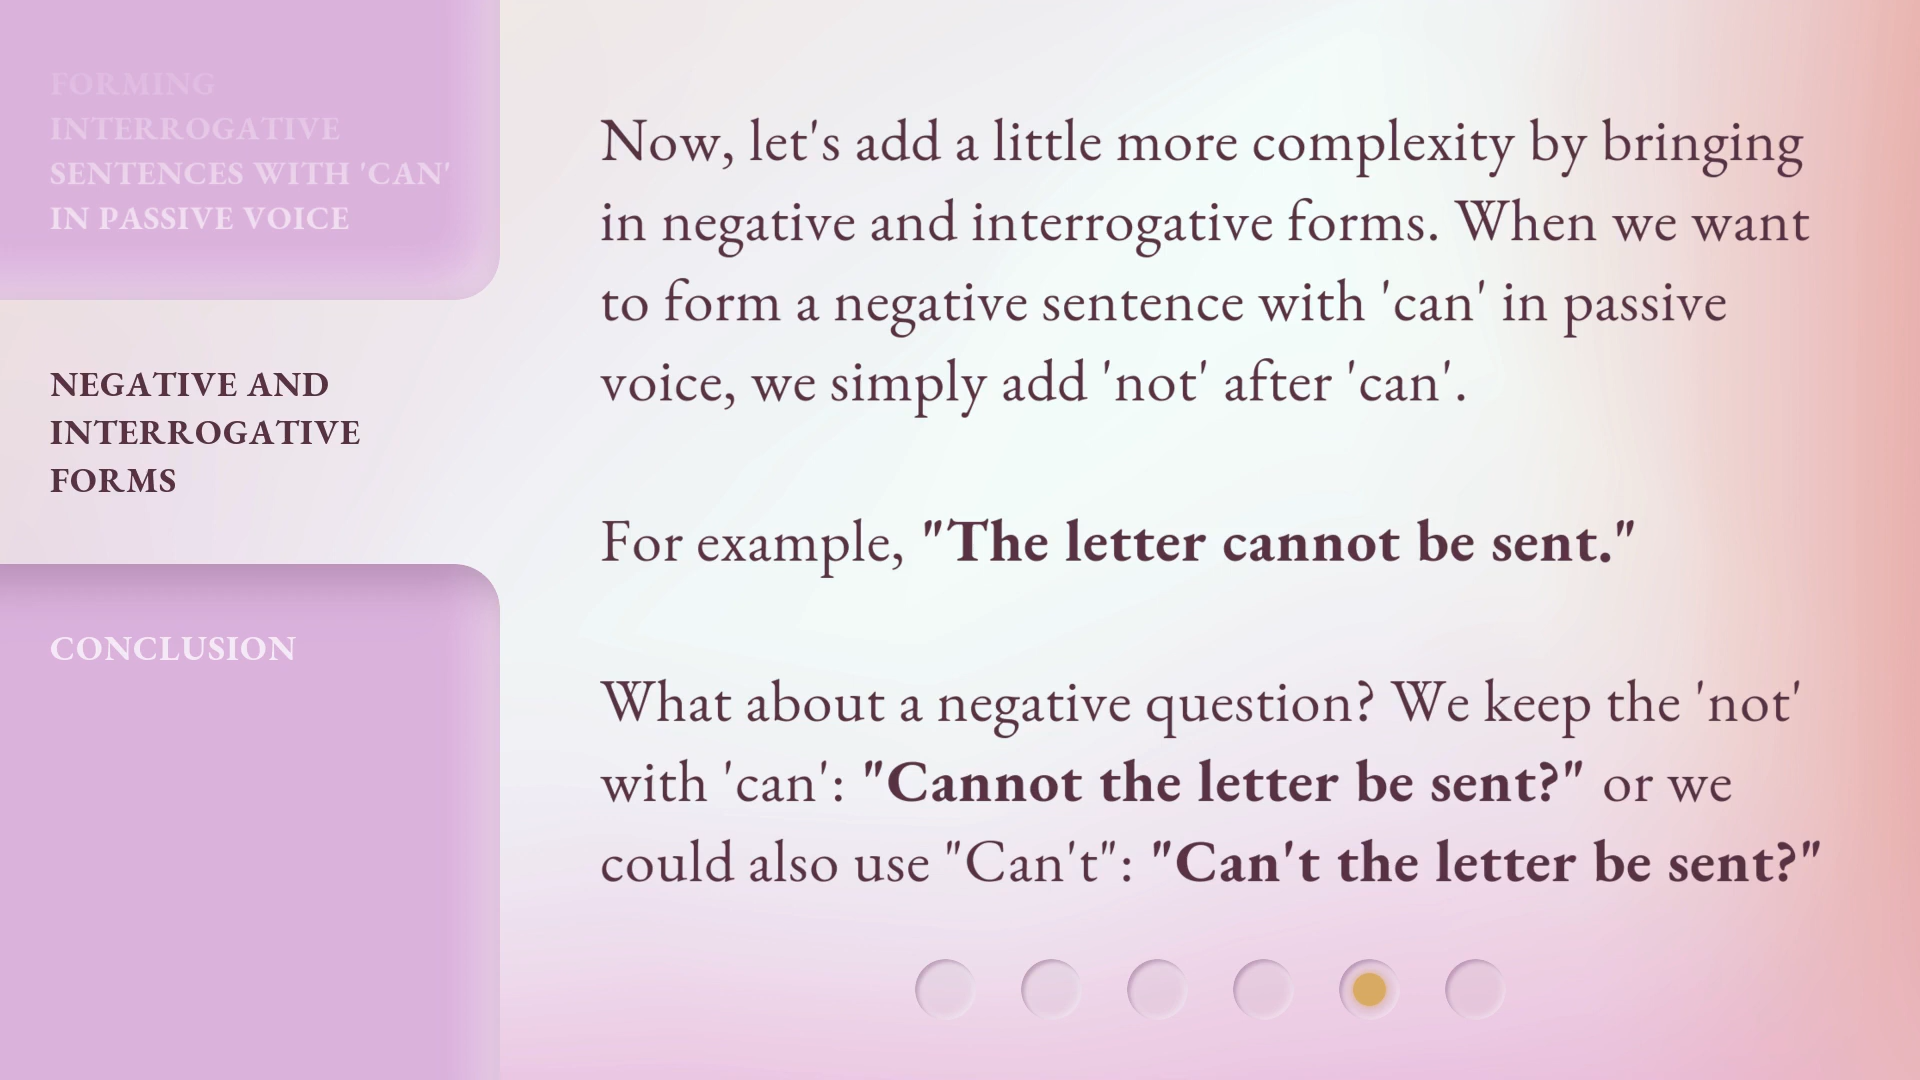 FORMING
INTERROGATIVE
SENTENCES WITH 'CAN'
IN PASSIVE VOICE
NEGATIVE AND
INTERROGATIVE
FORMS
CONCLUSION
Now, let's add a little more complexity by bringing
in negative and interrogative forms. When we want
to form a negative sentence with 'can' in passive
voice, we simply add 'not' after 'can'.
For example, "The letter cannot be sent."
What about a negative question? We keep the 'not'
with 'can': "Cannot the letter be sent?" or we
could also use "Can't": "Can't the letter be sent?"